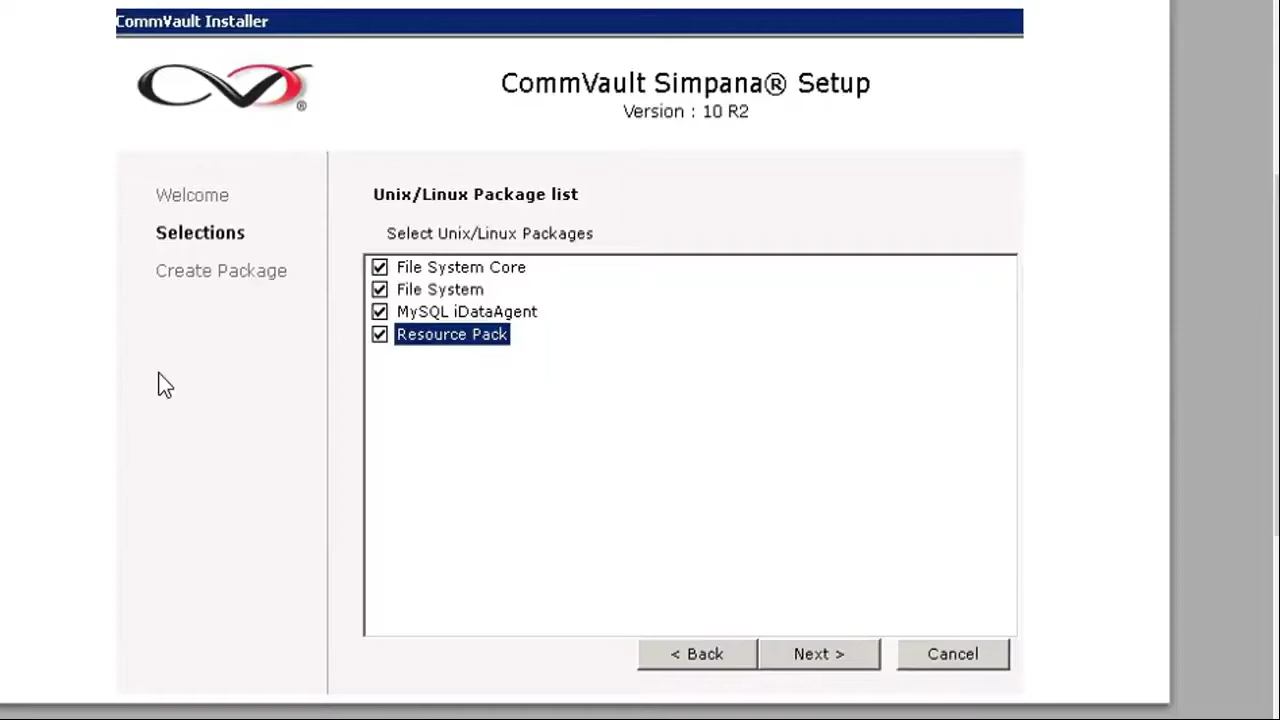 CommVault Installer
®
CommVault Simpana® Setup
Version : 10 R2
Welcome
Selections
Create Package
Unix/Linux Package list
Select Unix/Linux Packages
File System Core
File System
MySQL iDataAgent
Resource Pack
< Back
Next >
Cancel